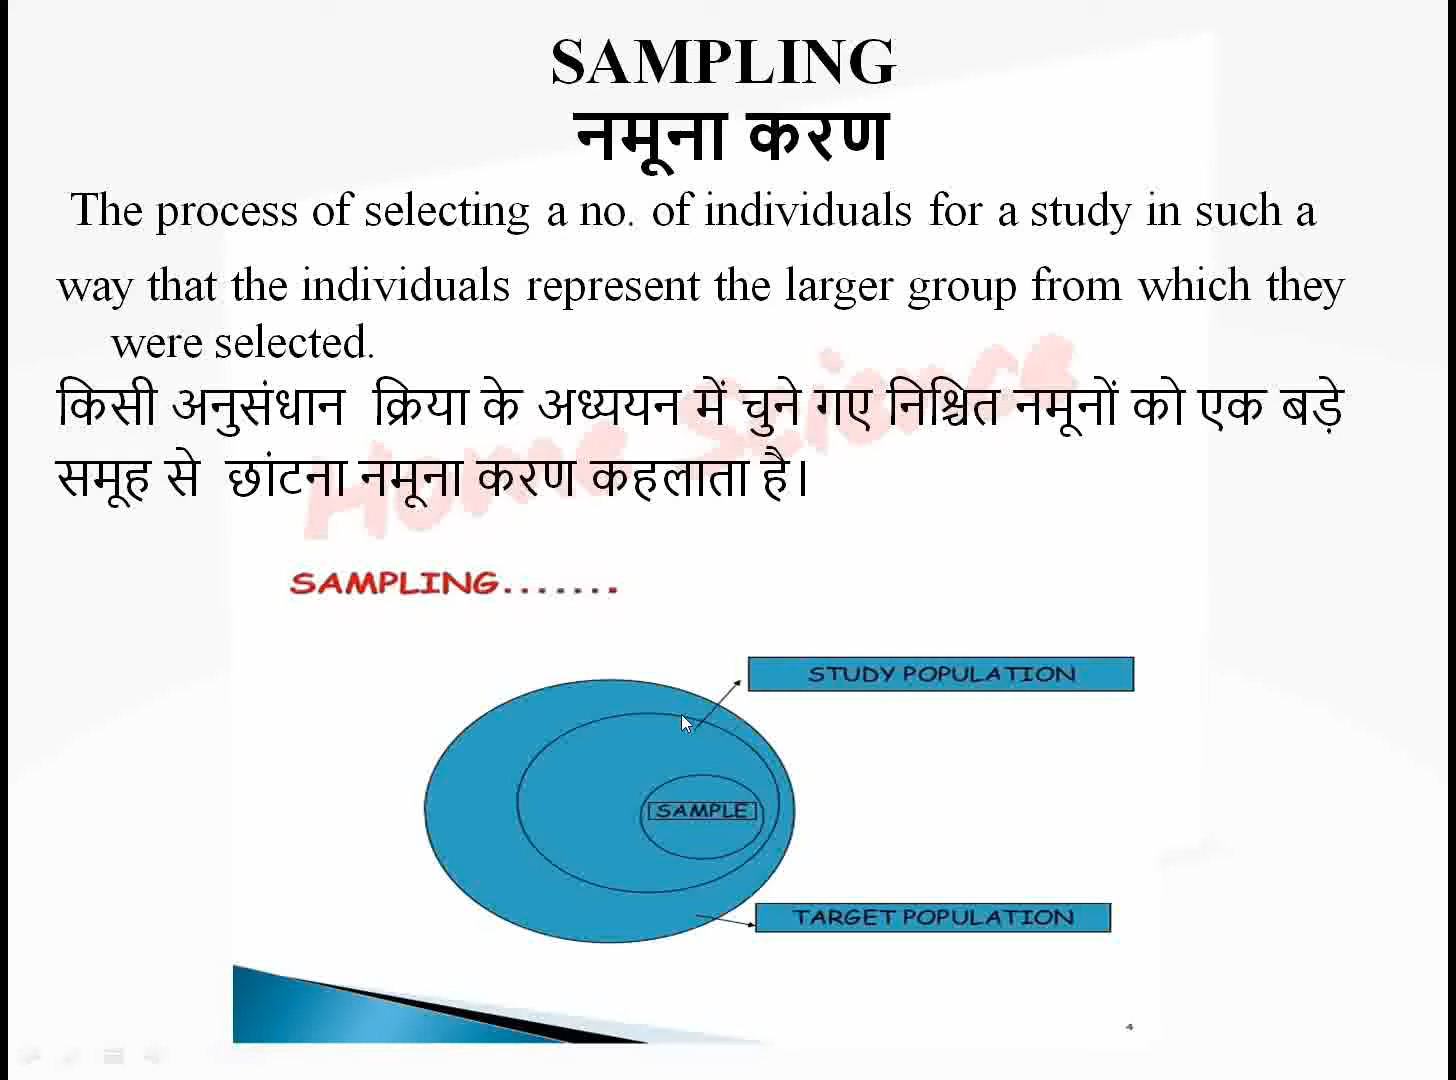 SAMPLING
नमूना करण
The process of selecting a no. of individuals for a study in such a
way that the individuals represent the larger group from which they
were selected.
किसी अनुसंधान क्रिया के अध्ययन में चुने गए निश्चित नमूनों को एक बड़े
समूह से छांटना नमूना करण कहलाता है।
Home Science
SAMPLING.......
STUDY POPULATION
SAMPLE
TARGET POPULATION
4